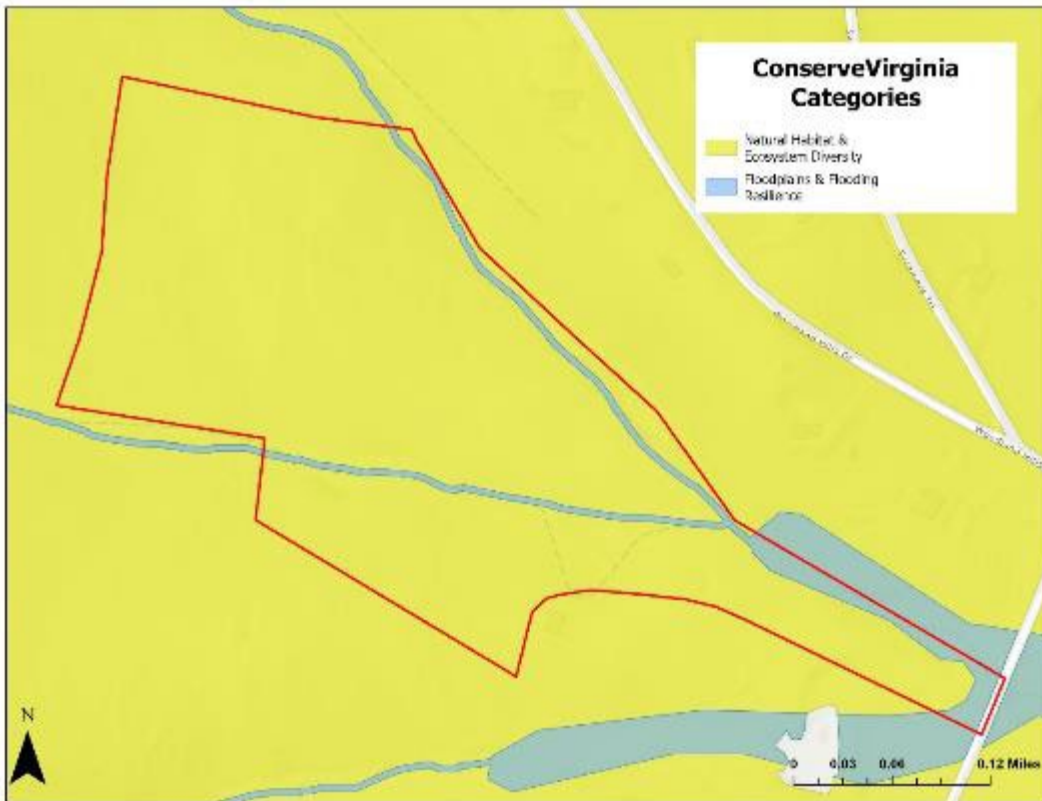 ConserveVirginia
Categories
Natural Habitat &
Ecosystem Diversity
Floodplains & Flooding
Resilience
N
0 0.03 0.06 0.12 Miles